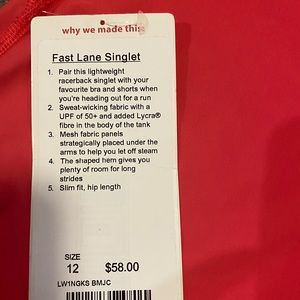 why we made this:
Fast Lane Singlet
1. Pair this lightweight
racerback singlet with your
favourite bra and shorts when
you're heading out for a run
2. Sweat-wicking fabric with a
UPF of 50+ and added Lycra®
fibre in the body of the tank
3. Mesh fabric panels
strategically placed under the
arms to help you let off steam
4. The shaped hem gives you
plenty of room for long
strides
5. Slim fit, hip length
SIZE
12 $58.00
LW1NGKS BMJC